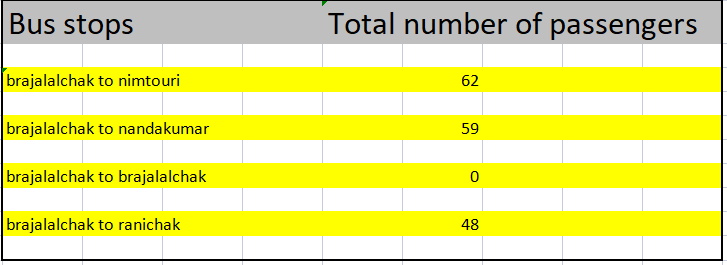 Bus stops Total number of passengers
brajalalchak to nimtouri 62
brajalalchak to nandakumar 59
brajalalchak to brajalalchak 0
brajalalchak to ranichak 48